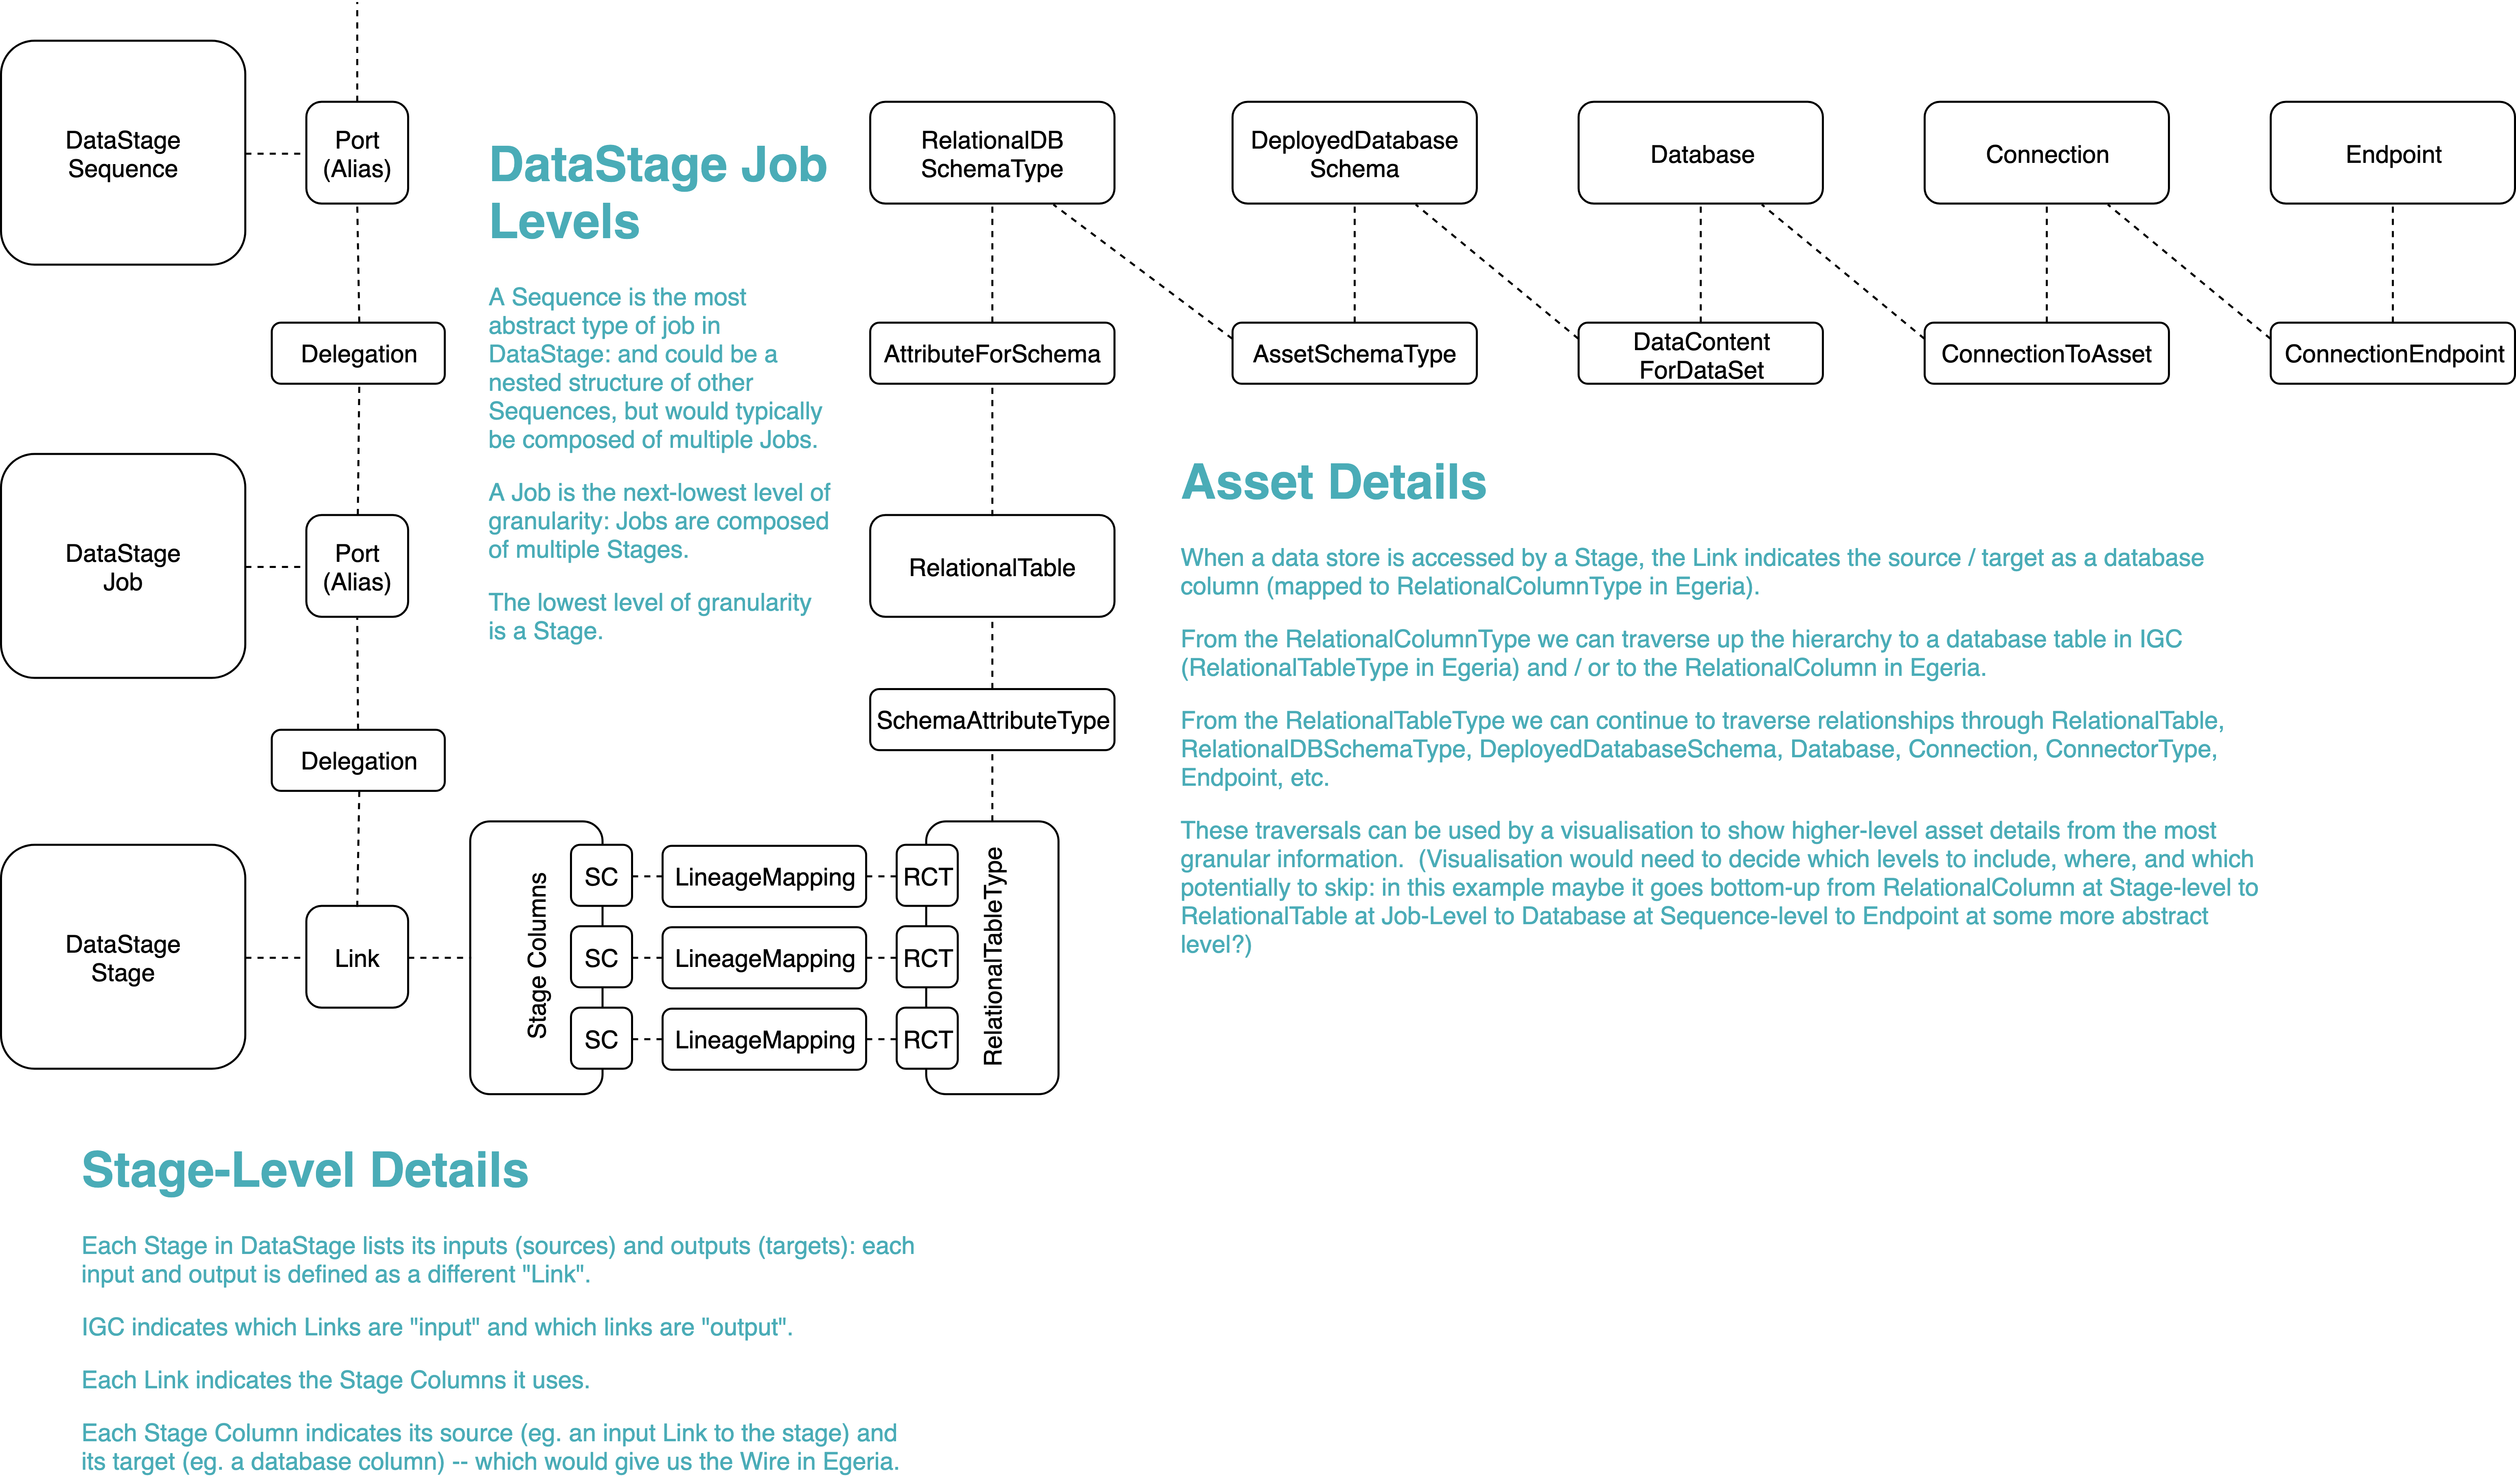 DataStage
Sequence
Port
(Alias)
Delegation
DataStage
Job
Port
(Alias)
Delegation
DataStage
Stage
Link
DataStage Job
Levels
A Sequence is the most
abstract type of job in
DataStage: and could be a
nested structure of other
Sequences, but would typically
be composed of multiple Jobs.
A Job is the next-lowest level of
granularity: Jobs are composed
of multiple Stages.
The lowest level of granularity
is a Stage.
RelationalDB
SchemaType
DeployedDatabase
Schema
Database
Connection
Endpoint
AttributeForSchema
AssetSchemaType
DataContent
ForDataSet
ConnectionToAsset
ConnectionEndpoint
RelationalTable
SchemaAttributeType
Stage Columns
SC
LineageMapping
RCT
SC
LineageMapping
RCT
SC
LineageMapping
RCT
RelationalTableType
Asset Details
When a data store is accessed by a Stage, the Link indicates the source / target as a database
column (mapped to RelationalColumnType in Egeria).
From the RelationalColumnType we can traverse up the hierarchy to a database table in IGC
(RelationalTableType in Egeria) and / or to the RelationalColumn in Egeria.
From the RelationalTableType we can continue to traverse relationships through RelationalTable,
RelationalDBSchemaType, DeployedDatabaseSchema, Database, Connection, ConnectorType,
Endpoint, etc.
These traversals can be used by a visualisation to show higher-level asset details from the most
granular information.  (Visualisation would need to decide which levels to include, where, and which
potentially to skip: in this example maybe it goes bottom-up from RelationalColumn at Stage-level to
RelationalTable at Job-Level to Database at Sequence-level to Endpoint at some more abstract
level?)
Stage-Level Details
Each Stage in DataStage lists its inputs (sources) and outputs (targets): each
input and output is defined as a different "Link".
IGC indicates which Links are "input" and which links are "output".
Each Link indicates the Stage Columns it uses.
Each Stage Column indicates its source (eg. an input Link to the stage) and
its target (eg. a database column) -- which would give us the Wire in Egeria.